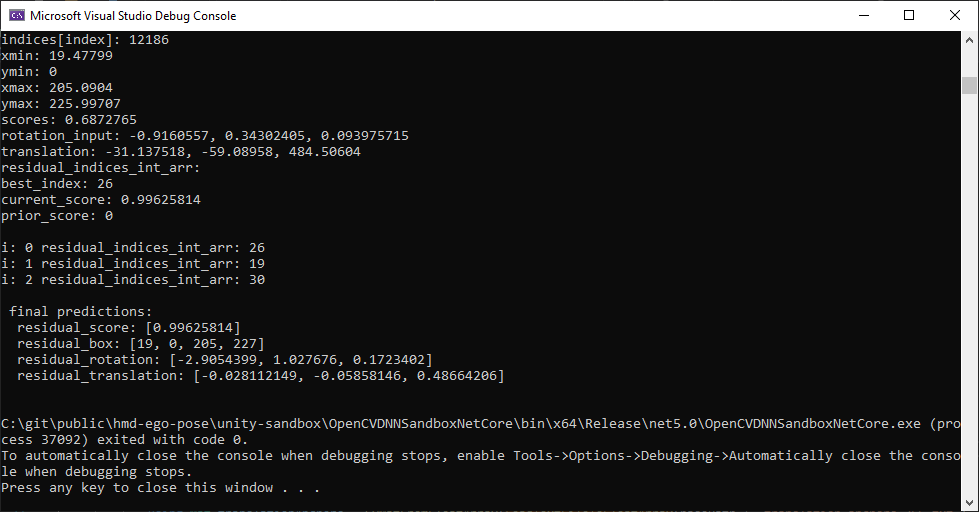 Microsoft Visual Studio Debug Console
indices[index]: 12186
xmin: 19.47799
ymin: 0
xmax: 205.0904
ymax: 225.99707
scores: 0.6872765
rotation_input: -0.9160557, 0.34302405, 0.093975715
translation: -31.137518, -59.08958, 484.50604
residual_indices_int_arr:
best_index: 26
current_score: 0.99625814
prior_score: 0
i: 0 residual_indices_int_arr: 26
i: 1 residual_indices_int_arr: 19
i: 2 residual_indices_int_arr: 30
final predictions:
residual_score: [0.99625814]
residual_box: [19, 0, 205, 227]
residual_rotation: [-2.9054399, 1.027676, 0.1723402]
residual_translation: [-0.028112149, -0.05858146, 0.48664206]
C:\git\public\hmd-ego-pose\unity-sandbox\OpenCVDNNSandboxNetCore\bin\x64\Release\net5.0\OpenCVDNNSandboxNetCore.exe (pro
cess 37092) exited with code 0.
To automatically close the console when debugging stops, enable Tools->Options->Debugging->Automatically close the conso
le when debugging stops.
Press any key to close this window . . .